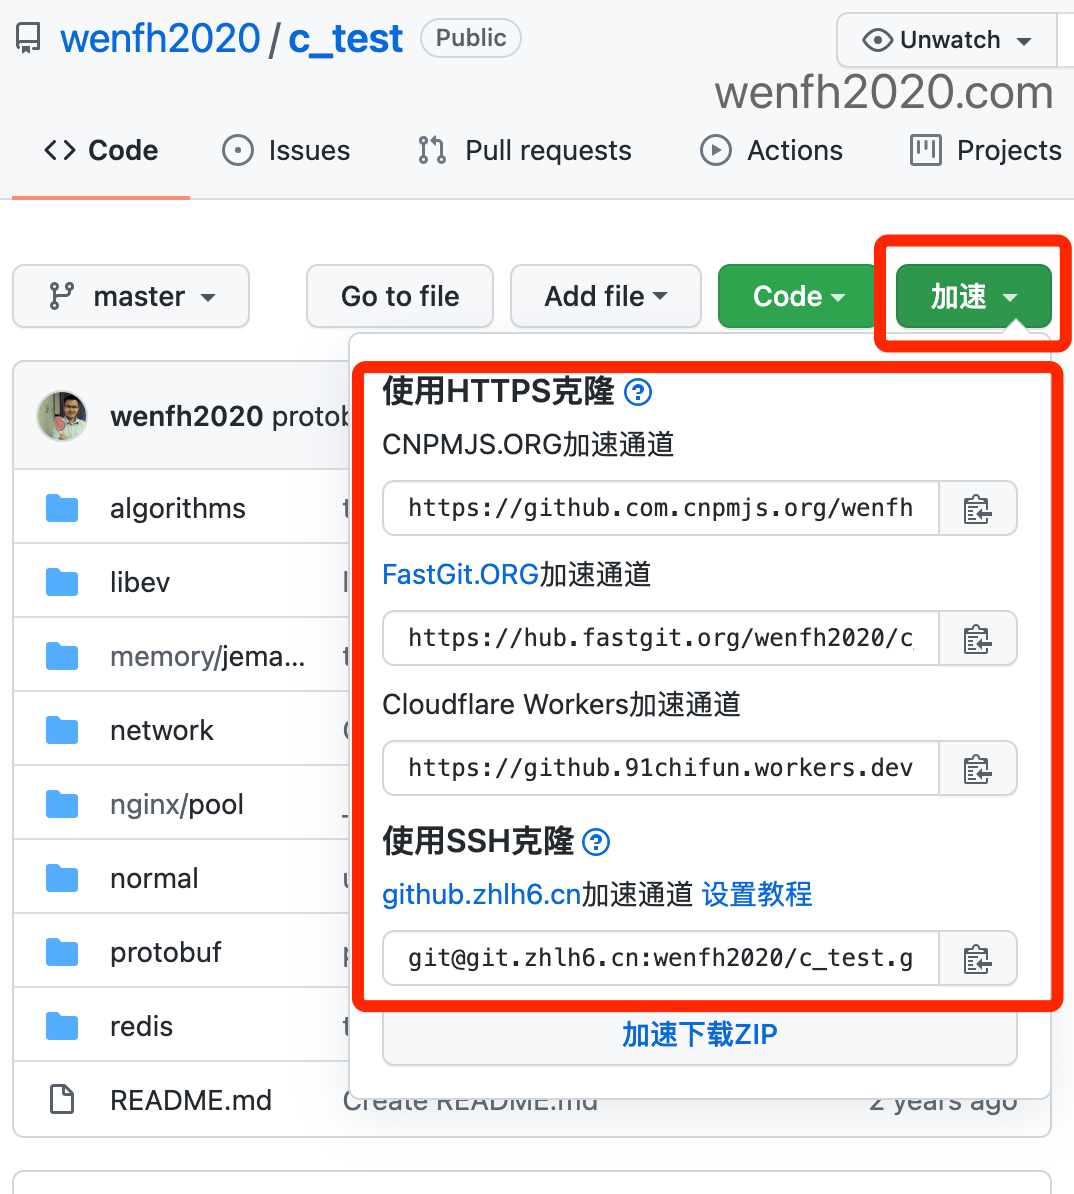 wenfh2020 / c_test Public Unwatch
wenfh2020.com
Code Issues Pull requests Actions Projects
master Go to file Add file Code 加速
wenfh2020 protob
使用HTTPS克隆
CNPMJS.ORG加速通道
algorithms
https://github.com.cnpmjs.org/wenfh
FastGit.ORG加速通道
libev
https://hub.fastgit.org/wenfh2020/c_
memory/jema...
Cloudflare Workers加速通道
network
https://github.91chifun.workers.dev
nginx/pool
使用SSH克隆
normal
github.zhlh6.cn加速通道 设置教程
protobuf
git@git.zhlh6.cn:wenfh2020/c_test.g
redis
加速下载ZIP
README.md Create README.md 2 years ago